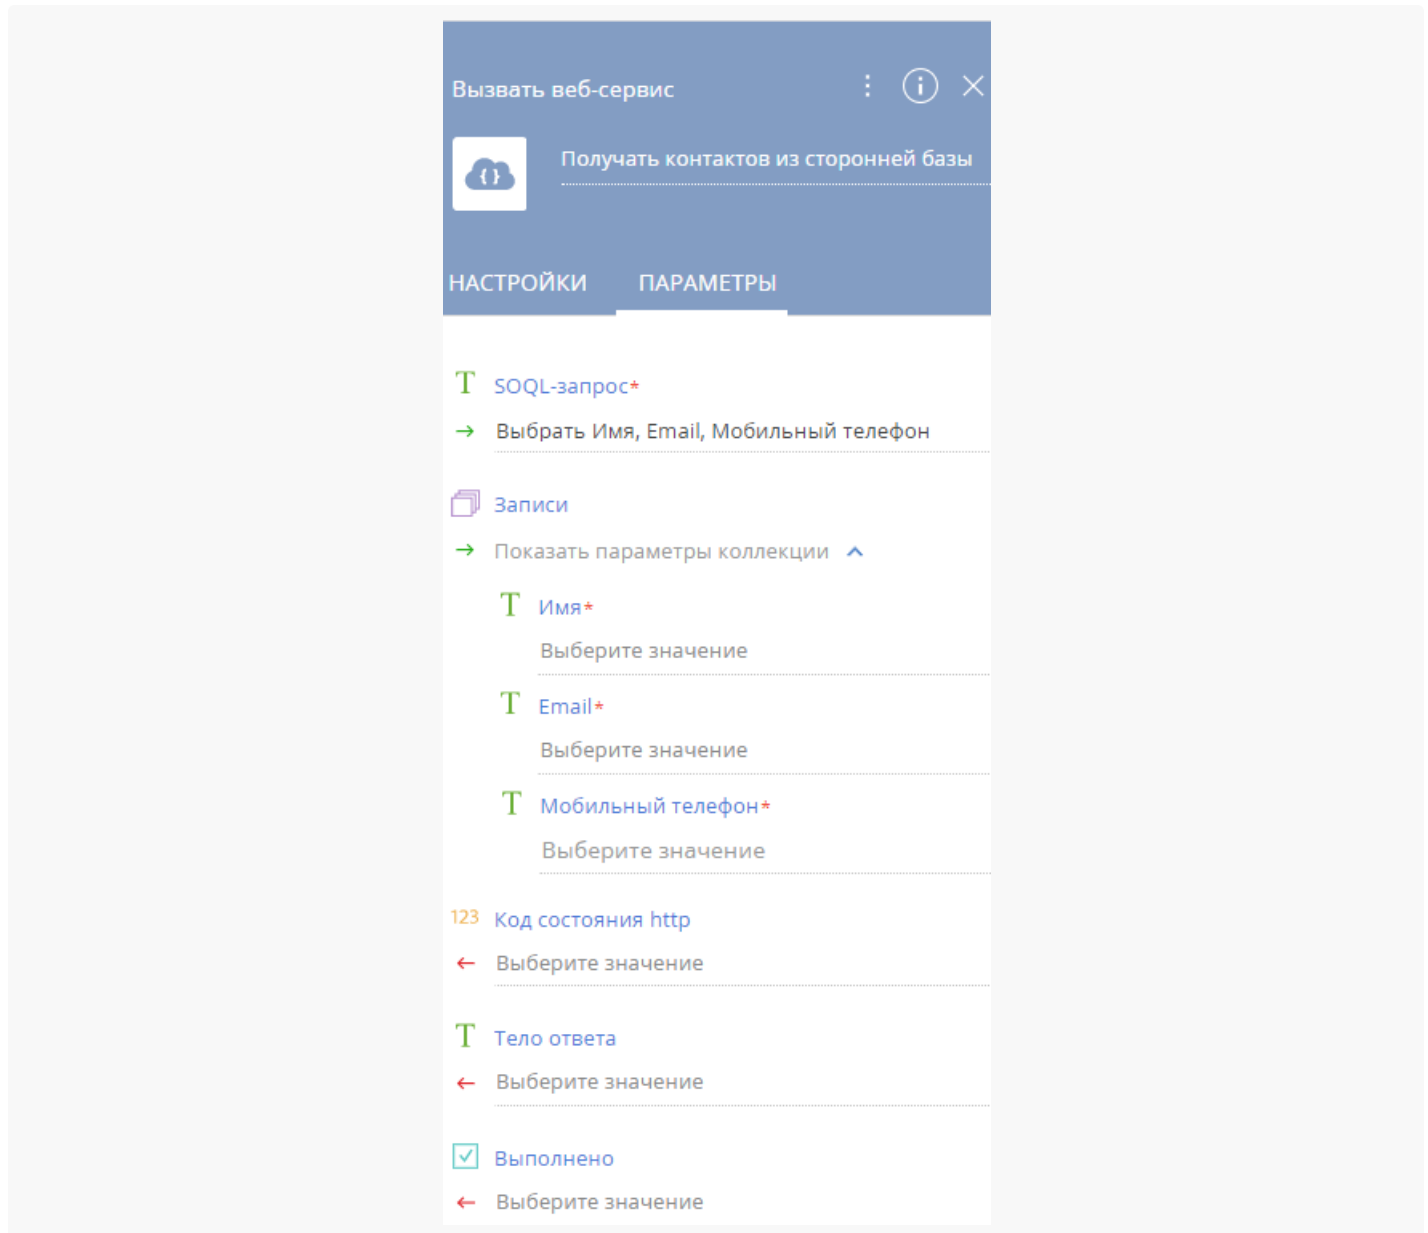 Вызвать веб-сервис
Получать контактов из сторонней базы
НАСТРОЙКИ ПАРАМЕТРЫ
T SOQL-запрос*
→ Выбрать Имя, Email, Мобильный телефон
Записи
→ Показать параметры коллекции
T Имя*
Выберите значение
T Email*
Выберите значение
T Мобильный телефон*
Выберите значение
123 Код состояния http
← Выберите значение
T Тело ответа
← Выберите значение
Выполнено
← Выберите значение